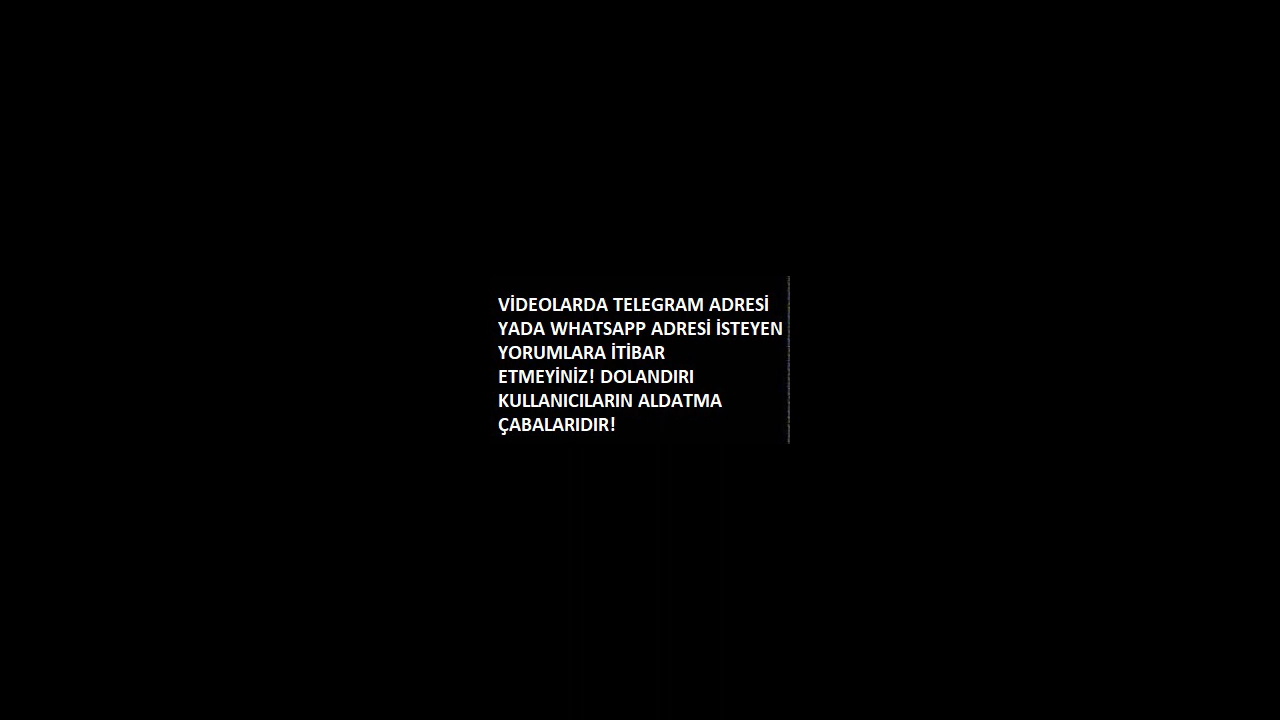 VİDEOLARDA TELEGRAM ADRESİ
YADA WHATSAPP ADRESİ İSTEYEN
YORUMLARA İTİBAR
ETMEYİNİZ! DOLANDIRI
KULLANICILARIN ALDATMA
ÇABALARIDIR!